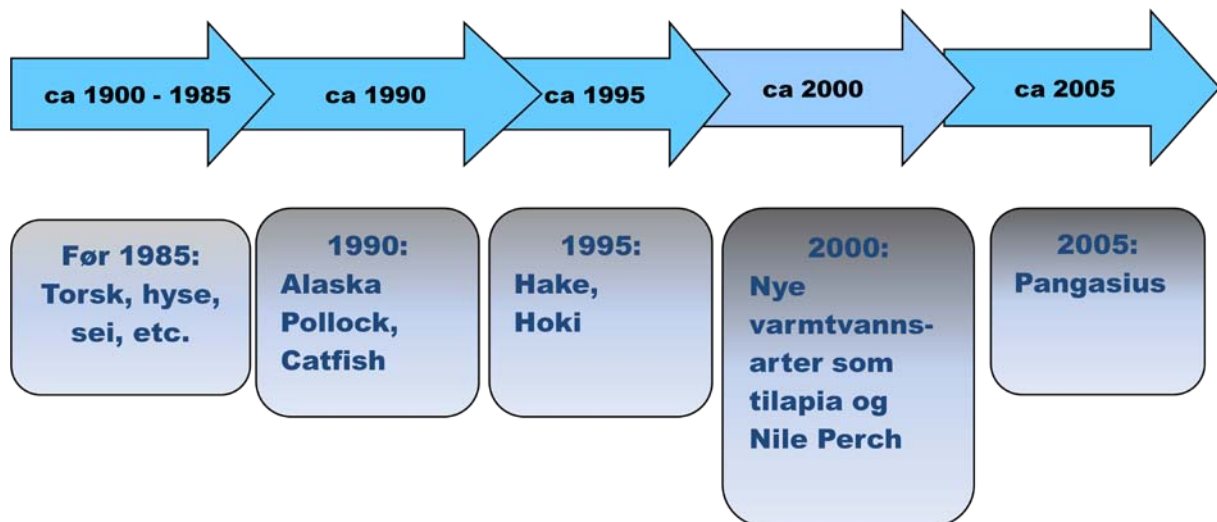 ca 1900 - 1985
ca 1990
ca 1995
ca 2000
ca 2005
Før 1985:
Torsk, hyse,
sei, etc.
1990:
Alaska
Pollock,
Catfish
1995:
Hake,
Hoki
2000:
Nye
varmtvanns-
arter som
tilapia og
Nile Perch
2005:
Pangasius